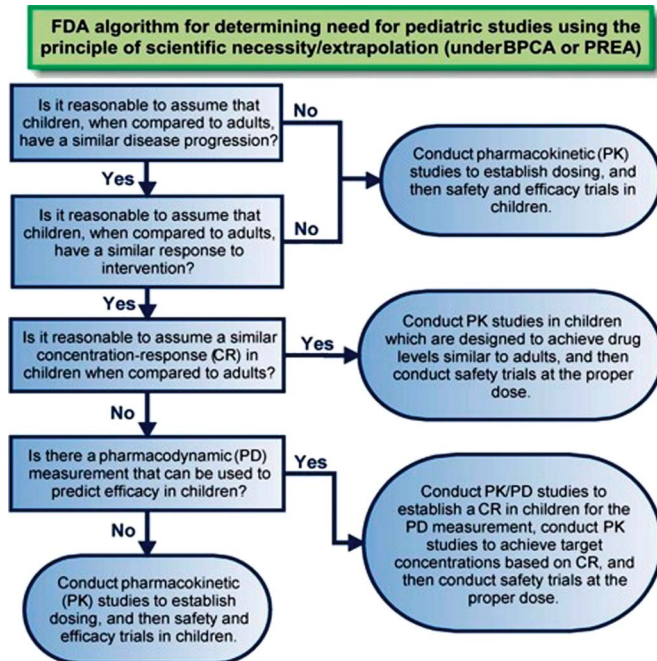 FDA algorithm for determining need for pediatric studies using the
principle of scientific necessity/extrapolation (underBPCA or PREA)
Is it reasonable to assume that
children, when compared to adults,
have a similar disease progression?
No
Yes
Conduct pharmacokinetic (PK)
studies to establish dosing, and
then safety and efficacy trials in
children.
Is it reasonable to assume that
children, when compared to adults,
have a similar response to
intervention?
No
Yes
Is it reasonable to assume a similar
concentration-response (CR) in
children when compared to adults?
Yes
No
Conduct PK studies in children
which are designed to achieve drug
levels similar to adults, and then
conduct safety trials at the proper
dose.
Is there a pharmacodynamic (PD)
measurement that can be used to
predict efficacy in children?
Yes
No
Conduct PK/PD studies to
establish a CR in children for the
PD measurement, conduct PK
studies to achieve target
concentrations based on CR, and
then conduct safety trials at the
proper dose.
Conduct pharmacokinetic
(PK) studies to establish
dosing, and then safety and
efficacy trials in children.